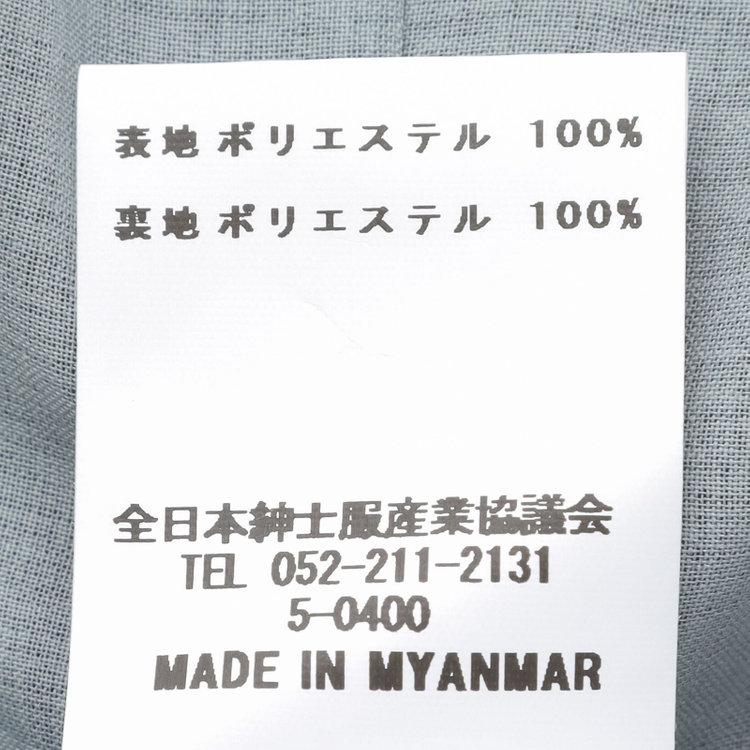 表地 ポリエステル 100%
裏地 ポリエステル 100%
全日本紳士服産業協議会
TEL 052-211-2131
5-0400
MADE IN MYANMAR